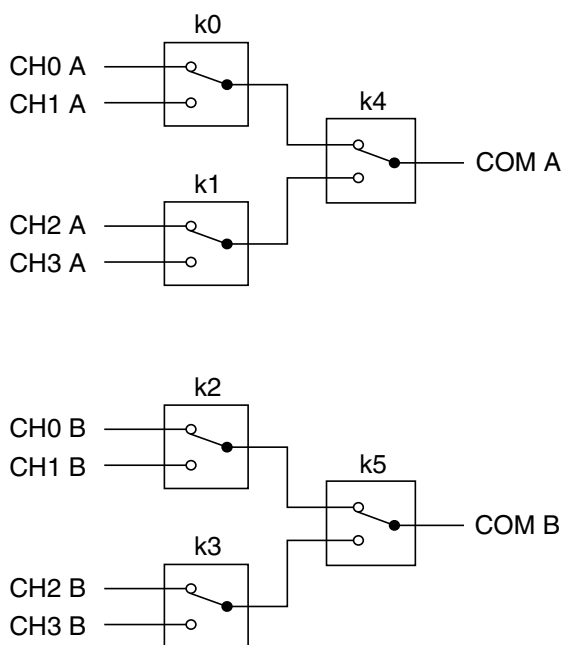 k0
CH0 A
CH1 A
k4
COM A
k1
CH2 A
CH3 A
k2
CH0 B
CH1 B
k5
COM B
k3
CH2 B
CH3 B